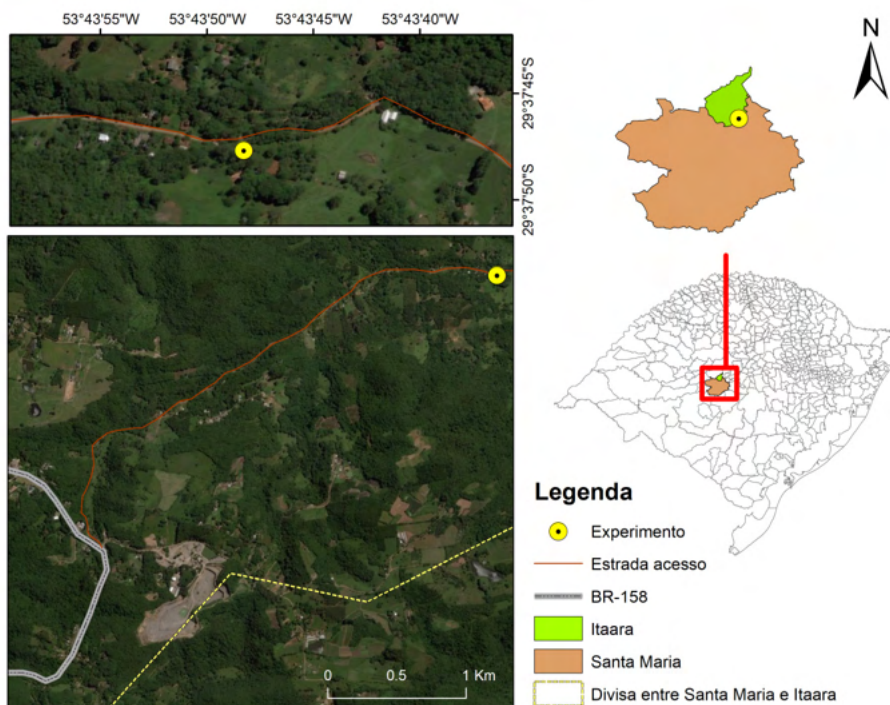 53°43'55"W 53°43'50"W 53°43'45"W 53°43'40"W
29°37'45"S
29°37'50"S
N
0 0.5 1 Km
Legenda
Experimento
Estrada acesso
BR-158
Itaara
Santa Maria
Divisa entre Santa Maria e Itaara